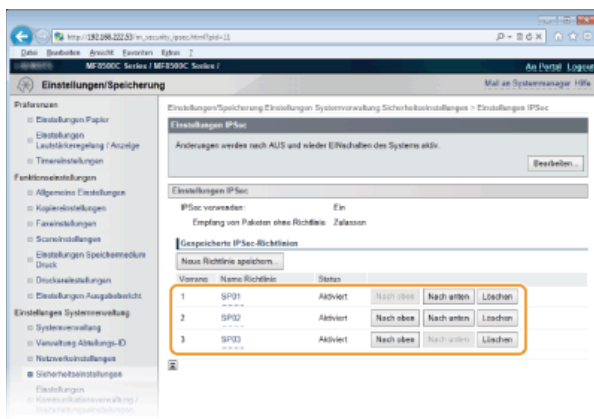 http://192.168.222.53/m_security_ipsec.html?pid=11
Datei Bearbeiten Ansicht Favoriten Extras ?
MF8500C Series / MF8500C Series /
An Portal Logout
Einstellungen/Speicherung
Mail an Systemmanager Hilfe
Präferenzen
Einstellungen Papier
Einstellungen
Lautstärkeregelung / Anzeige
Timereinstellungen
Funktionseinstellungen
Allgemeine Einstellungen
Kopiereinstellungen
Faxeinstellungen
Scaneinstellungen
Einstellungen Speichermedium
Druck
Druckereinstellungen
Einstellungen Ausgabebericht
Einstellungen Systemverwaltung
Systemverwaltung
Verwaltung Abteilungs-ID
Netzwerkeinstellungen
Sicherheitseinstellungen
Einstellungen
Kommunikationsverwaltung /
Einstellungen/Speicherung:Einstellungen Systemverwaltung:Sicherheitseinstellungen > Einstellungen IPSec
Einstellungen IPSec
Änderungen werden nach AUS und wieder EINschalten des Systems aktiv.
Bearbeiten...
Einstellungen IPSec
IPSec verwenden: Ein
Empfang von Paketen ohne Richtlinie Zulassen
Gespeicherte IPSec-Richtlinien
Neue Richtlinie speichern...
Vorrang Name Richtlinie Status
1 SP01 Aktiviert Nach oben Nach unten Löschen
2 SP02 Aktiviert Nach oben Nach unten Löschen
3 SP03 Aktiviert Nach oben Nach unten Löschen